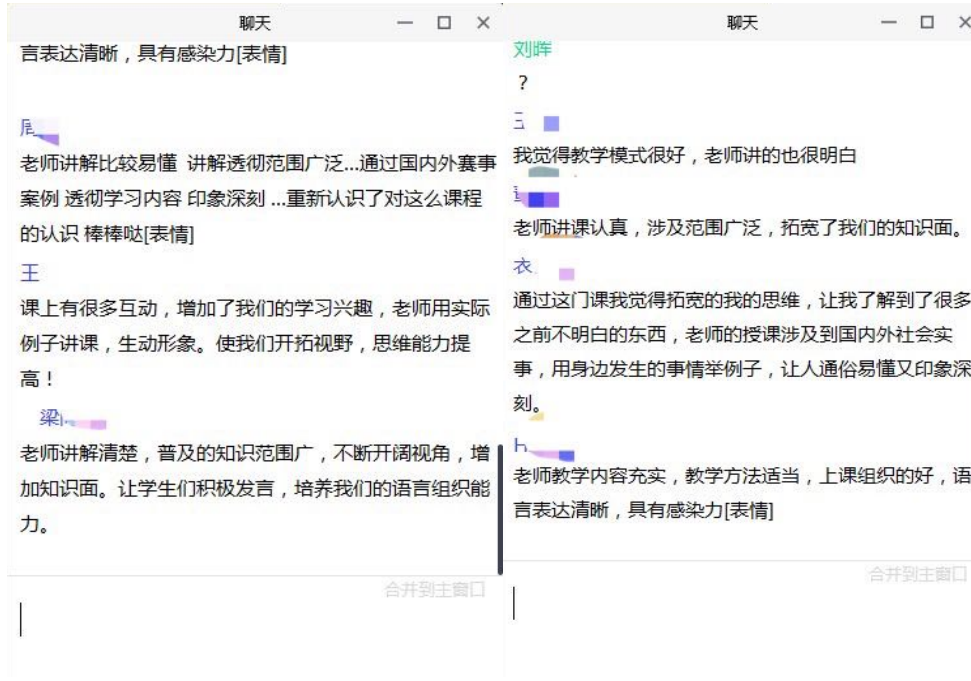 聊天
言表达清晰，具有感染力[表情]
老师讲解比较易懂 讲解透彻范围广泛...通过国内外赛事
案例 透彻学习内容 印象深刻 ...重新认识了对这么课程
的认识 棒棒哒[表情]
王
课上有很多互动，增加了我们的学习兴趣，老师用实际
例子讲课，生动形象。使我们开拓视野，思维能力提
高！
梁
老师讲解清楚，普及的知识范围广，不断开阔视角，增
加知识面。让学生们积极发言，培养我们的语言组织能
力。
合并到主窗口
聊天
刘晖
？
我觉得教学模式很好，老师讲的也很明白
老师讲课认真，涉及范围广泛，拓宽了我们的知识面。
衣
通过这门课我觉得拓宽的我的思维，让我了解到了很多
之前不明白的东西，老师的授课涉及到国内外社会实
事，用身边发生的事情举例子，让人通俗易懂又印象深
刻。
老师教学内容充实，教学方法适当，上课组织的好，语
言表达清晰，具有感染力[表情]
合并到主窗口